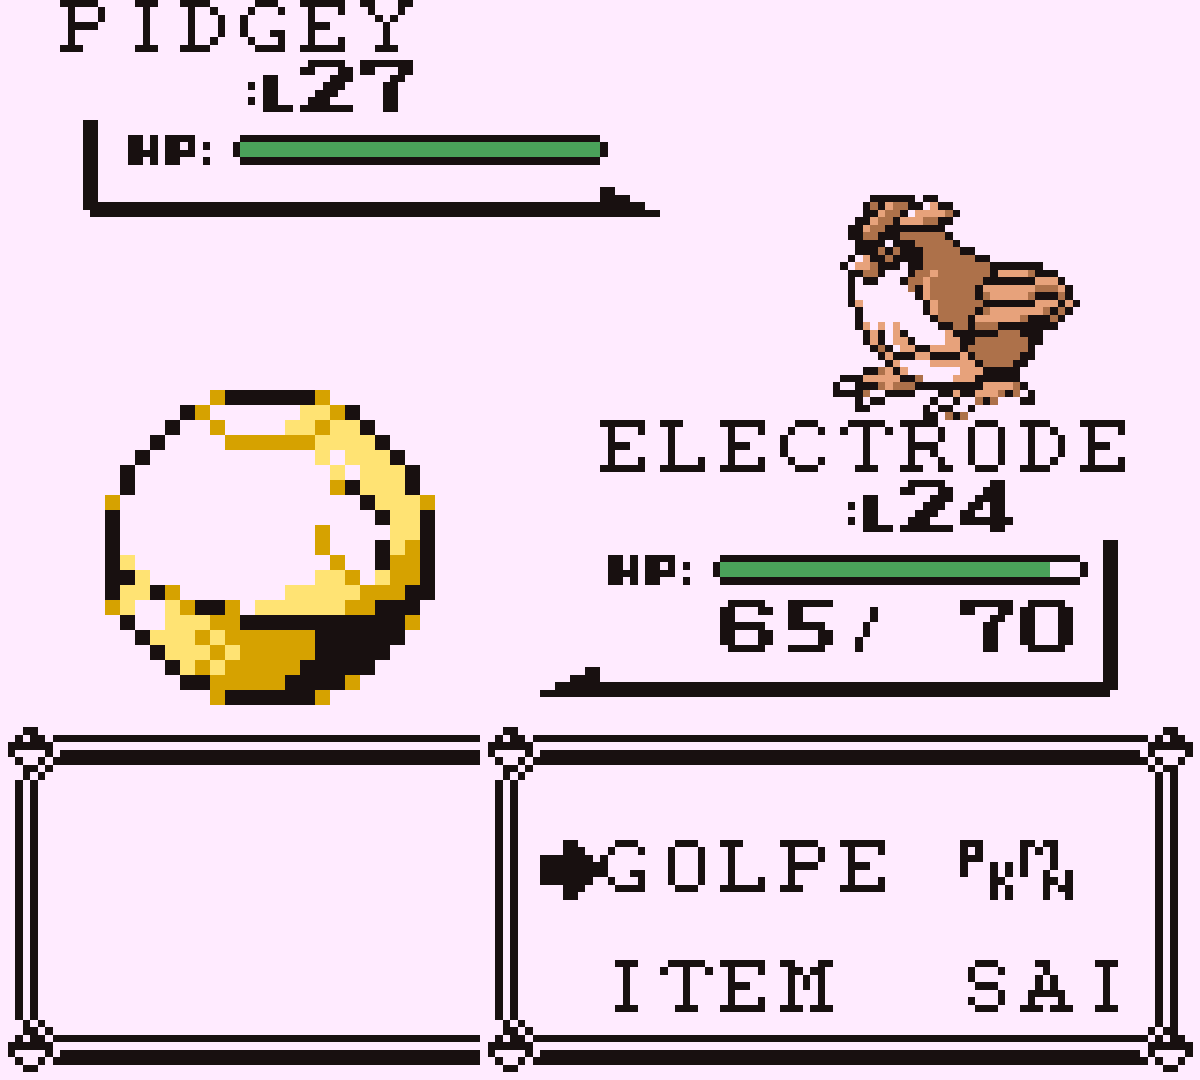 PIDGEY
:L27
HP:
ELECTRODE
:L24
HP:
65/ 70
GOLPE PKMN
ITEM SAI